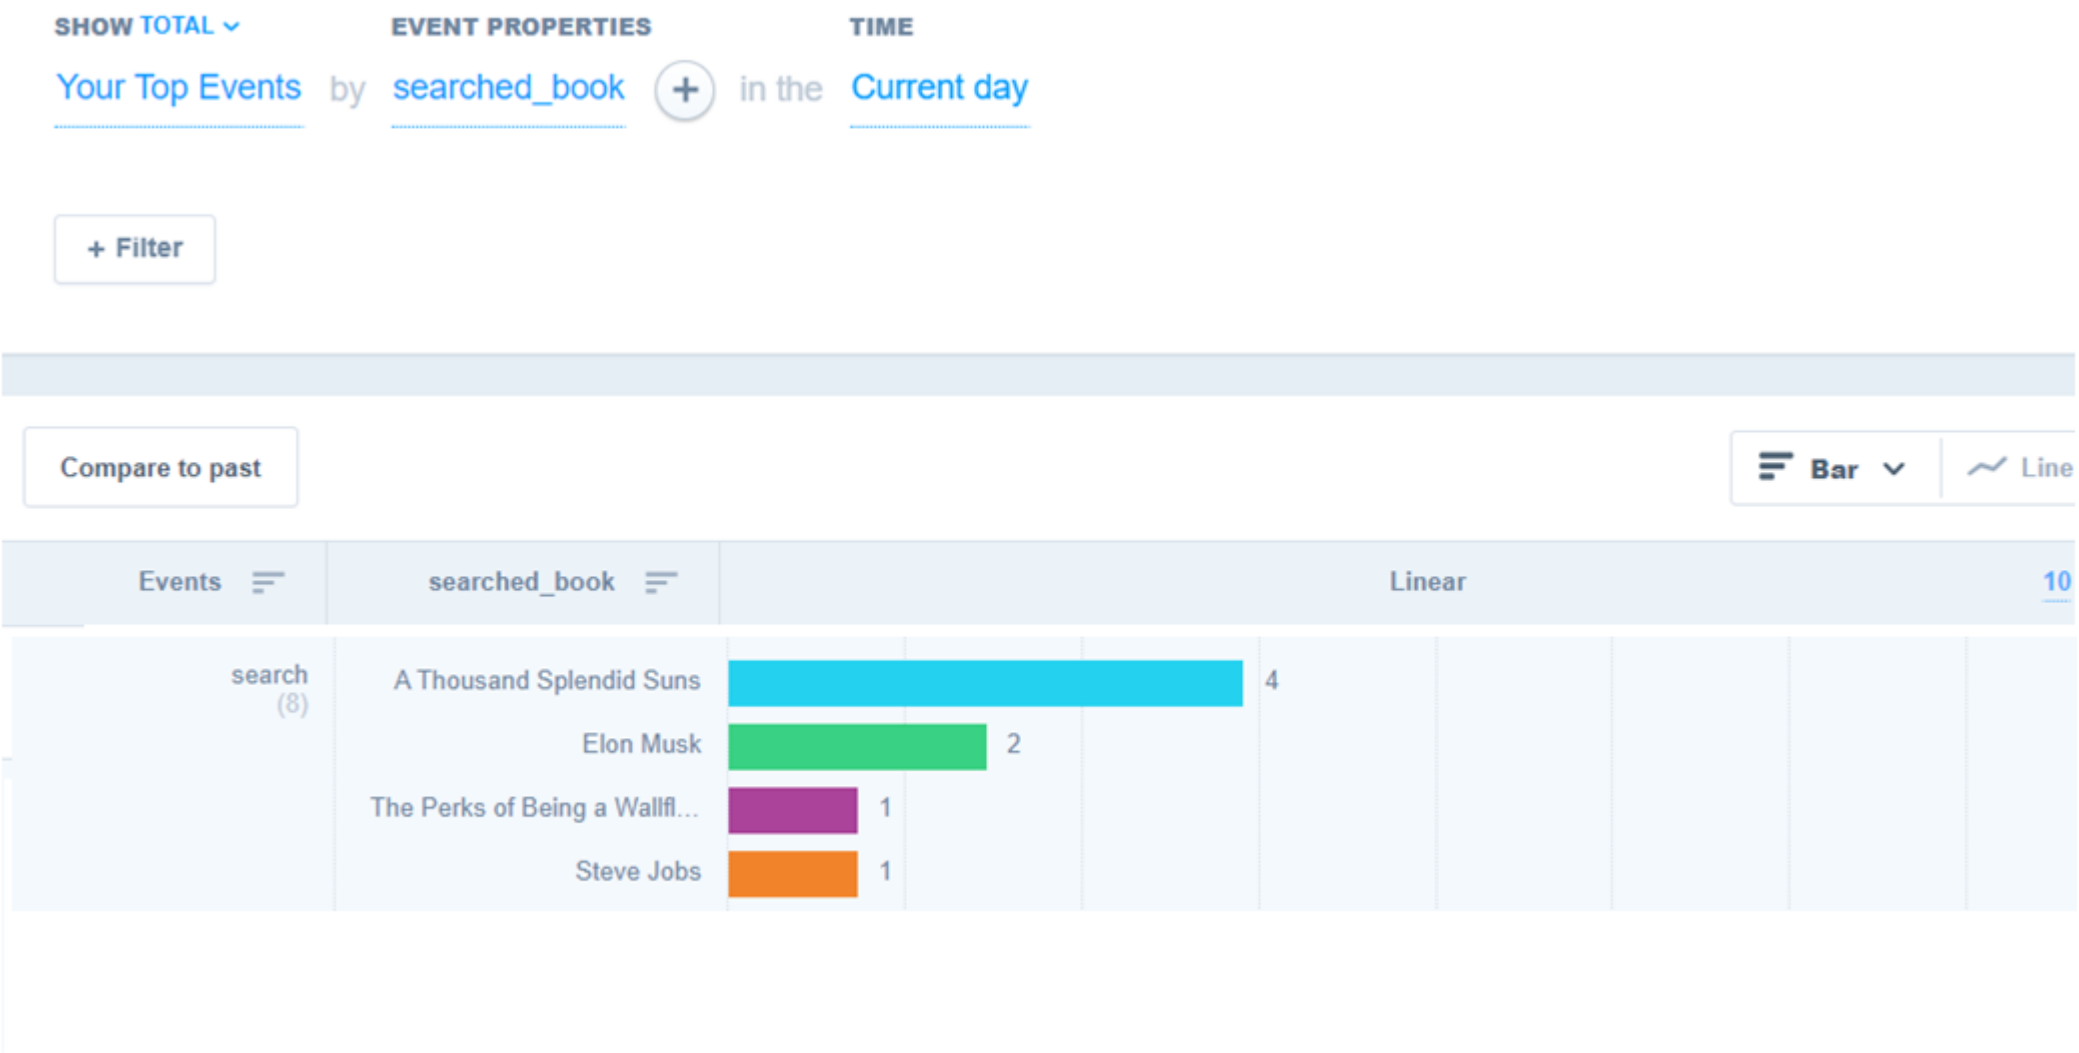 SHOW TOTAL EVENT PROPERTIES TIME
Your Top Events by searched_book + in the Current day
+ Filter
Compare to past Bar Line
Events searched_book Linear 10
search A Thousand Splendid Suns 4
(8)
Elon Musk 2
The Perks of Being a Wallfl... 1
Steve Jobs 1